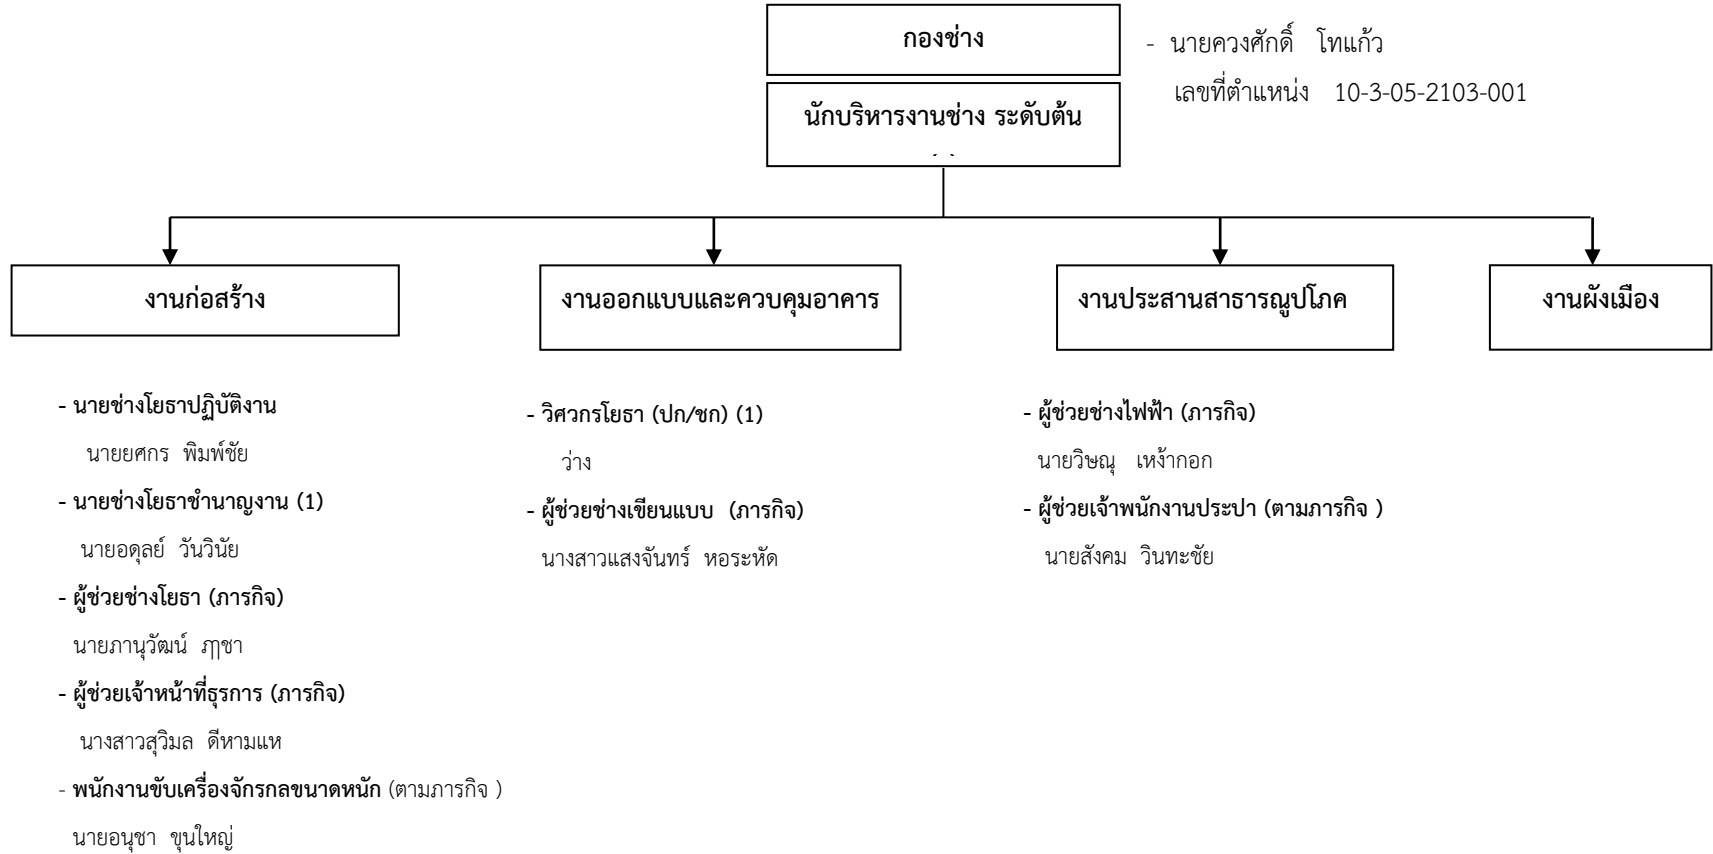 กองช่าง
นักบริหารงานช่าง ระดับต้น
- นายควงศักดิ์ โทแก้ว
เลขที่ตำแหน่ง 10-3-05-2103-001
งานก่อสร้าง
- นายช่างโยธาปฏิบัติงาน
นายยศกร พิมพ์ชัย
- นายช่างโยธาชำนาญงาน (1)
นายอดุลย์ วันวินัย
- ผู้ช่วยช่างโยธา (ภารกิจ)
นายภานุวัฒน์ ฦๅชา
- ผู้ช่วยเจ้าหน้าที่ธุรการ (ภารกิจ)
นางสาวสุวิมล ดีหามแห
- พนักงานขับเครื่องจักรกลขนาดหนัก (ตามภารกิจ )
นายอนุชา ขุนใหญ่
งานออกแบบและควบคุมอาคาร
- วิศวกรโยธา (ปก/ชก) (1)
ว่าง
- ผู้ช่วยช่างเขียนแบบ (ภารกิจ)
นางสาวแสงจันทร์ หอระหัด
งานประสานสาธารณูปโภค
- ผู้ช่วยช่างไฟฟ้า (ภารกิจ)
นายวิษณุ เหง้ากอก
- ผู้ช่วยเจ้าพนักงานประปา (ตามภารกิจ )
นายสังคม วินทะชัย
งานผังเมือง